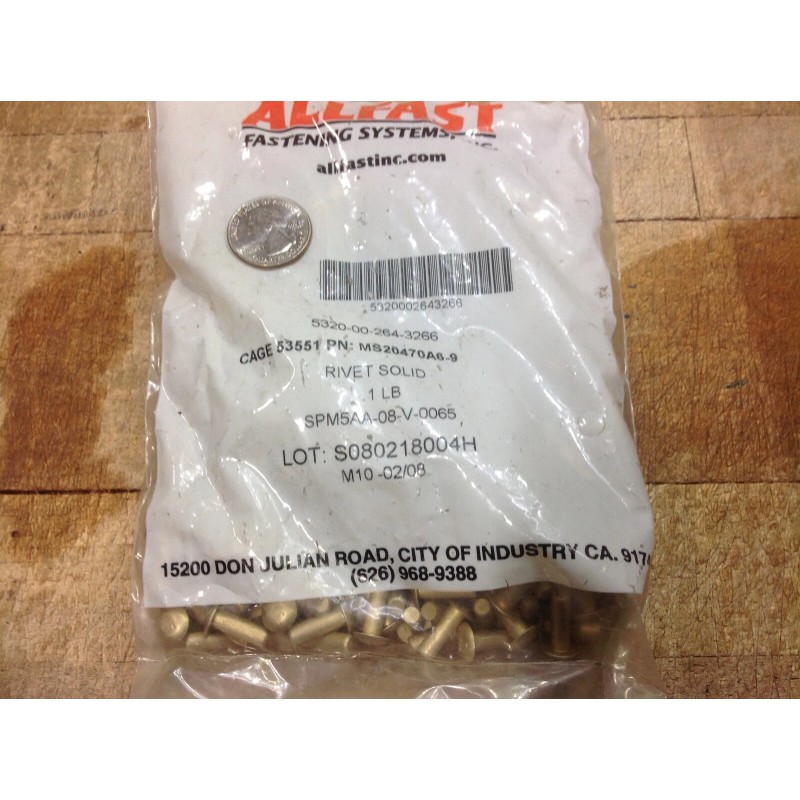 ALLFAST
FASTENING SYSTEMS, INC.
allfastinc.com
5320002643266
5320-00-264-3266
CAGE 53551 PN: MS20470A6-9
RIVET SOLID
1 LB
SPM5AA-08-V-0065
LOT: S080218004H
M10 -02/08
15200 DON JULIAN ROAD, CITY OF INDUSTRY CA. 9174
(626) 968-9388